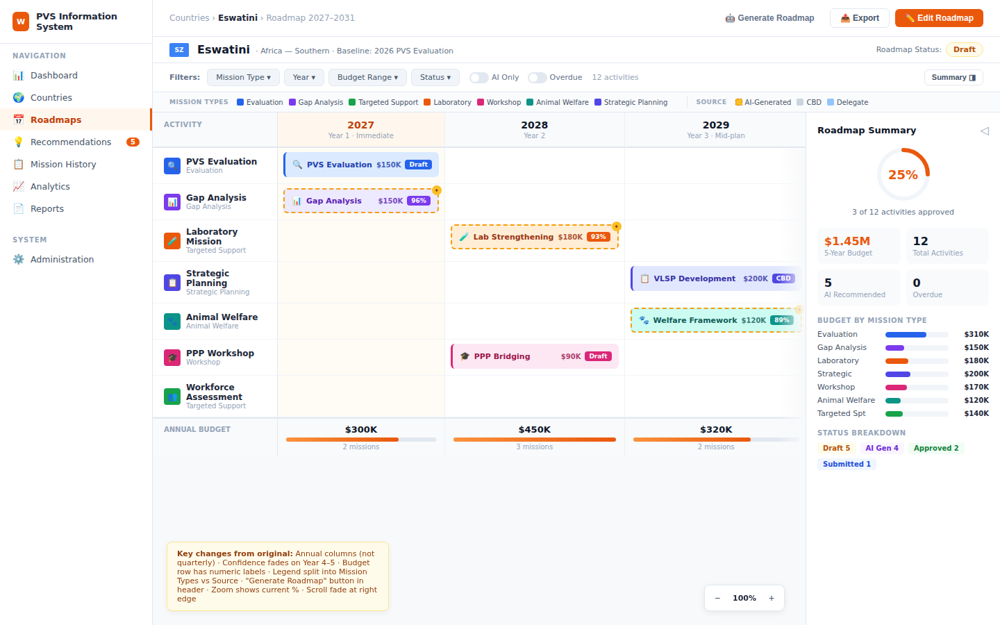 W
PVS Information
System
NAVIGATION
Dashboard
Countries
Roadmaps
Recommendations 5
Mission History
Analytics
Reports
SYSTEM
Administration
Countries › Eswatini › Roadmap 2027–2031
Generate Roadmap
Export
Edit Roadmap
SZ Eswatini · Africa — Southern · Baseline: 2026 PVS Evaluation
Roadmap Status: Draft
Filters: Mission Type ▾ Year ▾ Budget Range ▾ Status ▾ AI Only Overdue 12 activities
Summary ◨
MISSION TYPES Evaluation Gap Analysis Targeted Support Laboratory Workshop Animal Welfare Strategic Planning SOURCE AI-Generated CBD Delegate
ACTIVITY
2027
Year 1 · Immediate
2028
Year 2
2029
Year 3 · Mid-plan
PVS Evaluation
Evaluation
PVS Evaluation $150K Draft
Gap Analysis
Gap Analysis
Gap Analysis $150K 96%
✦
Laboratory
Mission
Targeted Support
Lab Strengthening $180K 93%
✦
Strategic
Planning
Strategic Planning
VLSP Development $200K CBD
Animal Welfare
Animal Welfare
Welfare Framework $120K 89%
✦
PPP Workshop
Workshop
PPP Bridging $90K Draft
Workforce
Assessment
Targeted Support
ANNUAL BUDGET
$300K
2 missions
$450K
3 missions
$320K
2 missions
Key changes from original: Annual columns (not
quarterly) · Confidence fades on Year 4–5 · Budget
row has numeric labels · Legend split into Mission
Types vs Source · "Generate Roadmap" button in
header · Zoom shows current % · Scroll fade at right
edge
− 100% +
Roadmap Summary ◁
25%
3 of 12 activities approved
$1.45M
5-Year Budget
12
Total Activities
5
AI Recommended
0
Overdue
BUDGET BY MISSION TYPE
Evaluation $310K
Gap Analysis $150K
Laboratory $180K
Strategic $200K
Workshop $170K
Animal Welfare $120K
Targeted Spt $140K
STATUS BREAKDOWN
Draft 5 AI Gen 4 Approved 2
Submitted 1